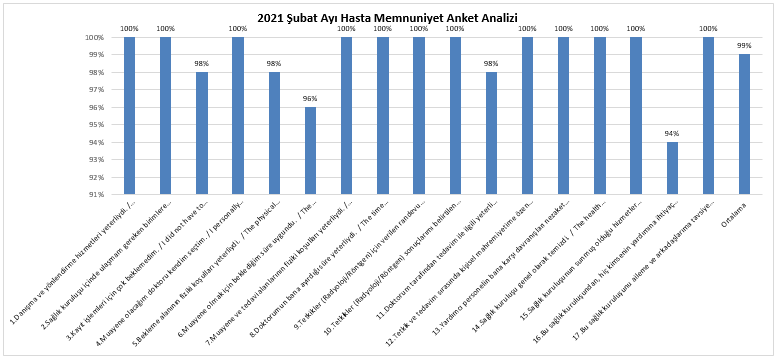 2021 Şubat Ayı Hasta Memnuniyet Anket Analizi
100%
99%
98%
97%
96%
95%
94%
93%
92%
91%
100%
100%
98%
100%
98%
96%
100%
100%
100%
100%
98%
100%
100%
100%
100%
94%
100%
99%
1.Danışma ve yönlendirme hizmetleri yeterliydi. /...
2.Sağlık kuruluşu içinde ulaşmam gereken birimlere...
3.Kayıt işlemleri için çok beklemedim. / I did not have to...
4.Muayene olacağım doktoru kendim seçtim. / I personally...
5.Bekleme alanının fiziki koşulları yeterliydi. / The physical...
6.Muayene olmak için beklediğim süre uygundu. / The...
7.Muayene ve tedavi alanlarının fiziki koşulları yeterliydi. /...
8.Doktorumun bana ayırdığı süre yeterliydi. / The time...
9.Tetkikler (Radyoloji/Röntgen) için verilen randevu...
10.Tetkikler (Radyoloji/Röntgen) sonuçlarımı belirtilen...
11.Doktorum tarafından tedavim ile ilgili yeterli...
12.Tetkik ve tedavim sırasında kişisel mahremiyetime özen...
13.Yardımcı personelin bana karşı davranışları nezaket...
14.Sağlık kuruluşu genel olarak temizdi. / The health...
15.Sağlık kuruluşunun sunmuş olduğu hizmetler...
16.Bu sağlık kuruluşundan, hiç kimsenin yardımına ihtiyaç...
17.Bu sağlık kuruluşunu aileme ve arkadaşlarıma tavsiye...
Ortalama